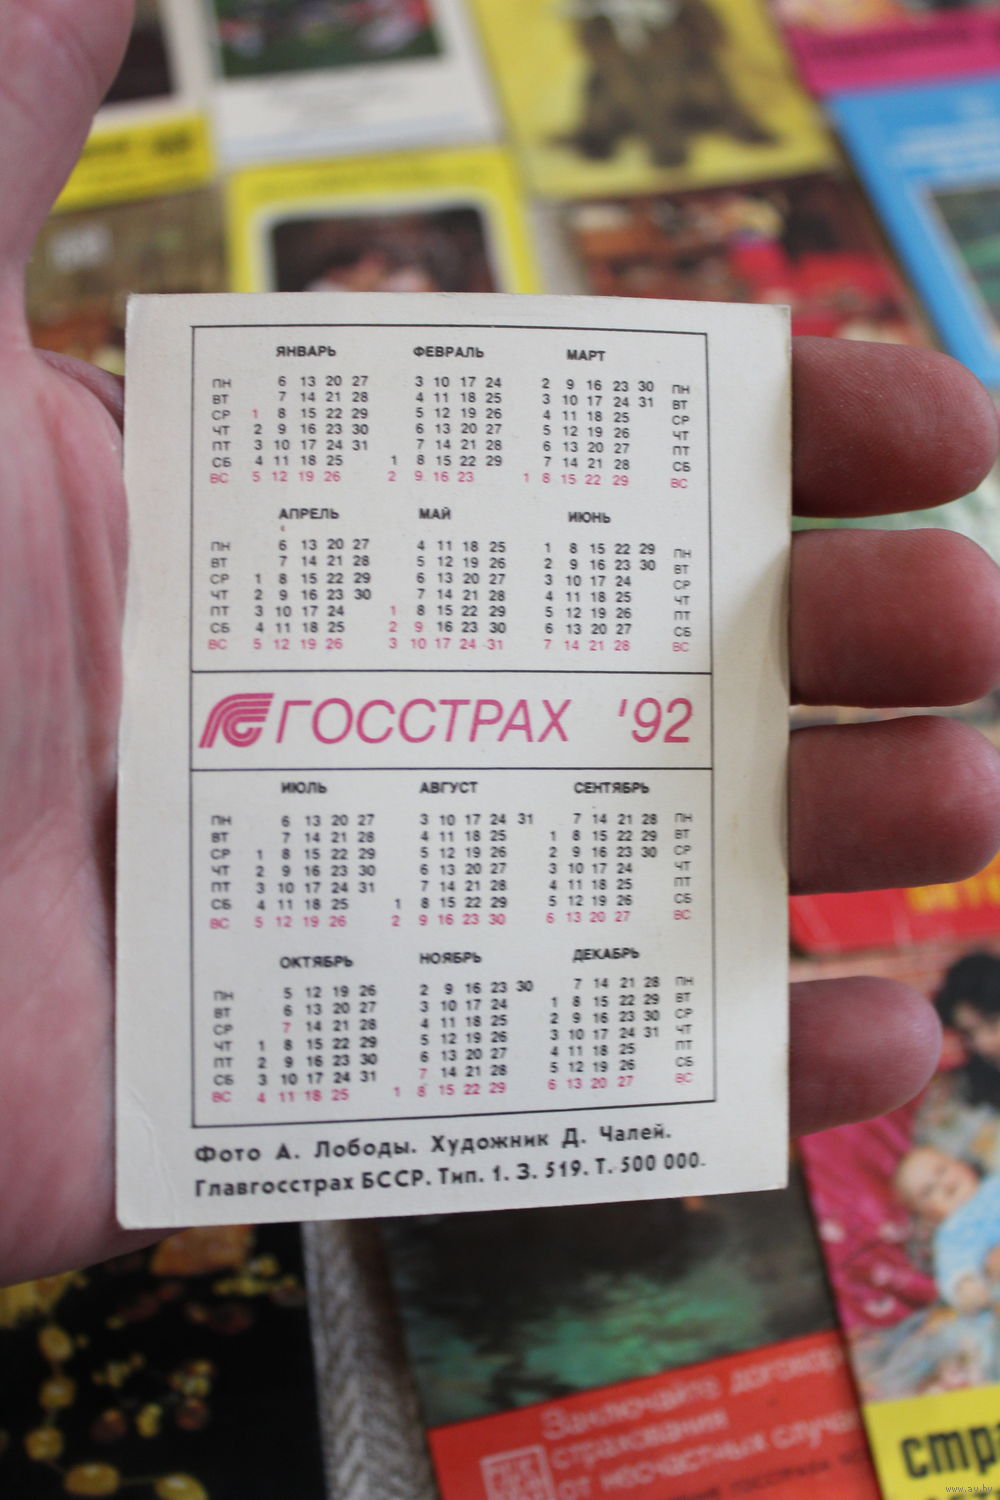 ЯНВАРЬ ФЕВРАЛЬ МАРТ
ПН 6 13 20 27 3 10 17 24 2 9 16 23 30 ПН
ВТ 7 14 21 28 4 11 18 25 3 10 17 24 31 ВТ
СР 1 8 15 22 29 5 12 19 26 4 11 18 25 СР
ЧТ 2 9 16 23 30 6 13 20 27 5 12 19 26 ЧТ
ПТ 3 10 17 24 31 7 14 21 28 6 13 20 27 ПТ
СБ 4 11 18 25 1 8 15 22 29 7 14 21 28 СБ
ВС 5 12 19 26 2 9 16 23 1 8 15 22 29 ВС
АПРЕЛЬ МАЙ ИЮНЬ
ПН 6 13 20 27 4 11 18 25 1 8 15 22 29 ПН
ВТ 7 14 21 28 5 12 19 26 2 9 16 23 30 ВТ
СР 1 8 15 22 29 6 13 20 27 3 10 17 24 СР
ЧТ 2 9 16 23 30 7 14 21 28 4 11 18 25 ЧТ
ПТ 3 10 17 24 1 8 15 22 29 5 12 19 26 ПТ
СБ 4 11 18 25 2 9 16 23 30 6 13 20 27 СБ
ВС 5 12 19 26 3 10 17 24 31 7 14 21 28 ВС
ГОССТРАХ '92
ИЮЛЬ АВГУСТ СЕНТЯБРЬ
ПН 6 13 20 27 3 10 17 24 31 7 14 21 28 ПН
ВТ 7 14 21 28 4 11 18 25 1 8 15 22 29 ВТ
СР 1 8 15 22 29 5 12 19 26 2 9 16 23 30 СР
ЧТ 2 9 16 23 30 6 13 20 27 3 10 17 24 ЧТ
ПТ 3 10 17 24 31 7 14 21 28 4 11 18 25 ПТ
СБ 4 11 18 25 1 8 15 22 29 5 12 19 26 СБ
ВС 5 12 19 26 2 9 16 23 30 6 13 20 27 ВС
ОКТЯБРЬ НОЯБРЬ ДЕКАБРЬ
ПН 5 12 19 26 2 9 16 23 30 7 14 21 28 ПН
ВТ 6 13 20 27 3 10 17 24 1 8 15 22 29 ВТ
СР 7 14 21 28 4 11 18 25 2 9 16 23 30 СР
ЧТ 1 8 15 22 29 5 12 19 26 3 10 17 24 31 ЧТ
ПТ 2 9 16 23 30 6 13 20 27 4 11 18 25 ПТ
СБ 3 10 17 24 31 7 14 21 28 5 12 19 26 СБ
ВС 4 11 18 25 1 8 15 22 29 6 13 20 27 ВС
Фото А. Лободы. Художник Д. Чалей.
Главгосстрах БССР. Тип. 1. З. 519. Т. 500 000.
Заключайте договоры
страхования
от несчастных случа
стра
www.ay.by